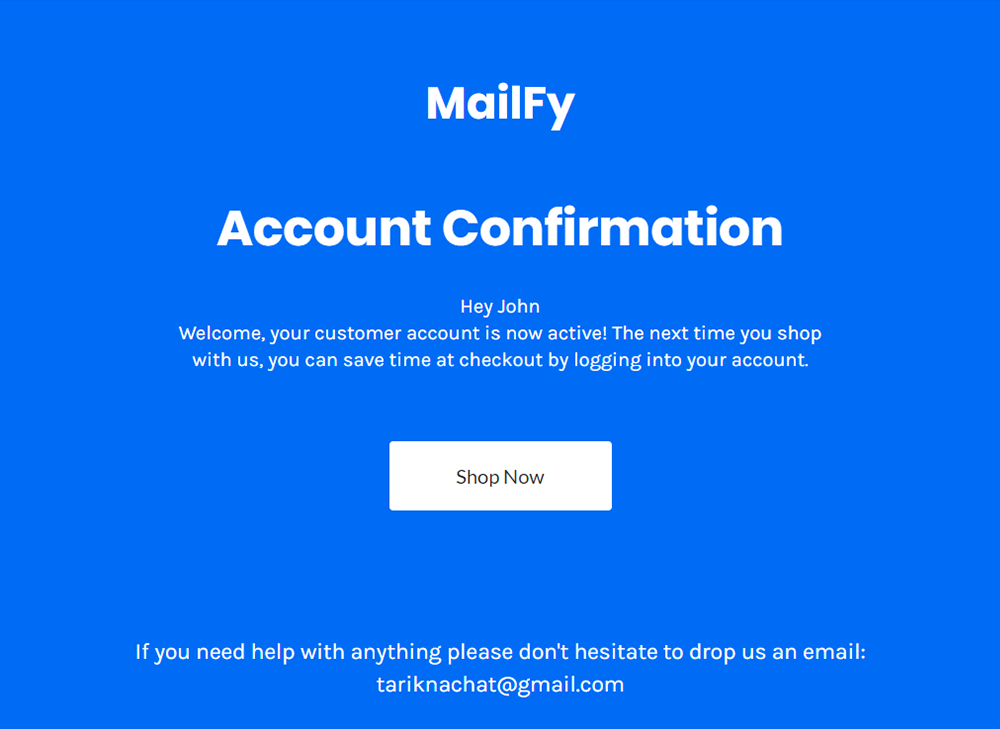 MailFy
Account Confirmation
Hey John
Welcome, your customer account is now active! The next time you shop
with us, you can save time at checkout by logging into your account.
Shop Now
If you need help with anything please don't hesitate to drop us an email:
tariknachat@gmail.com